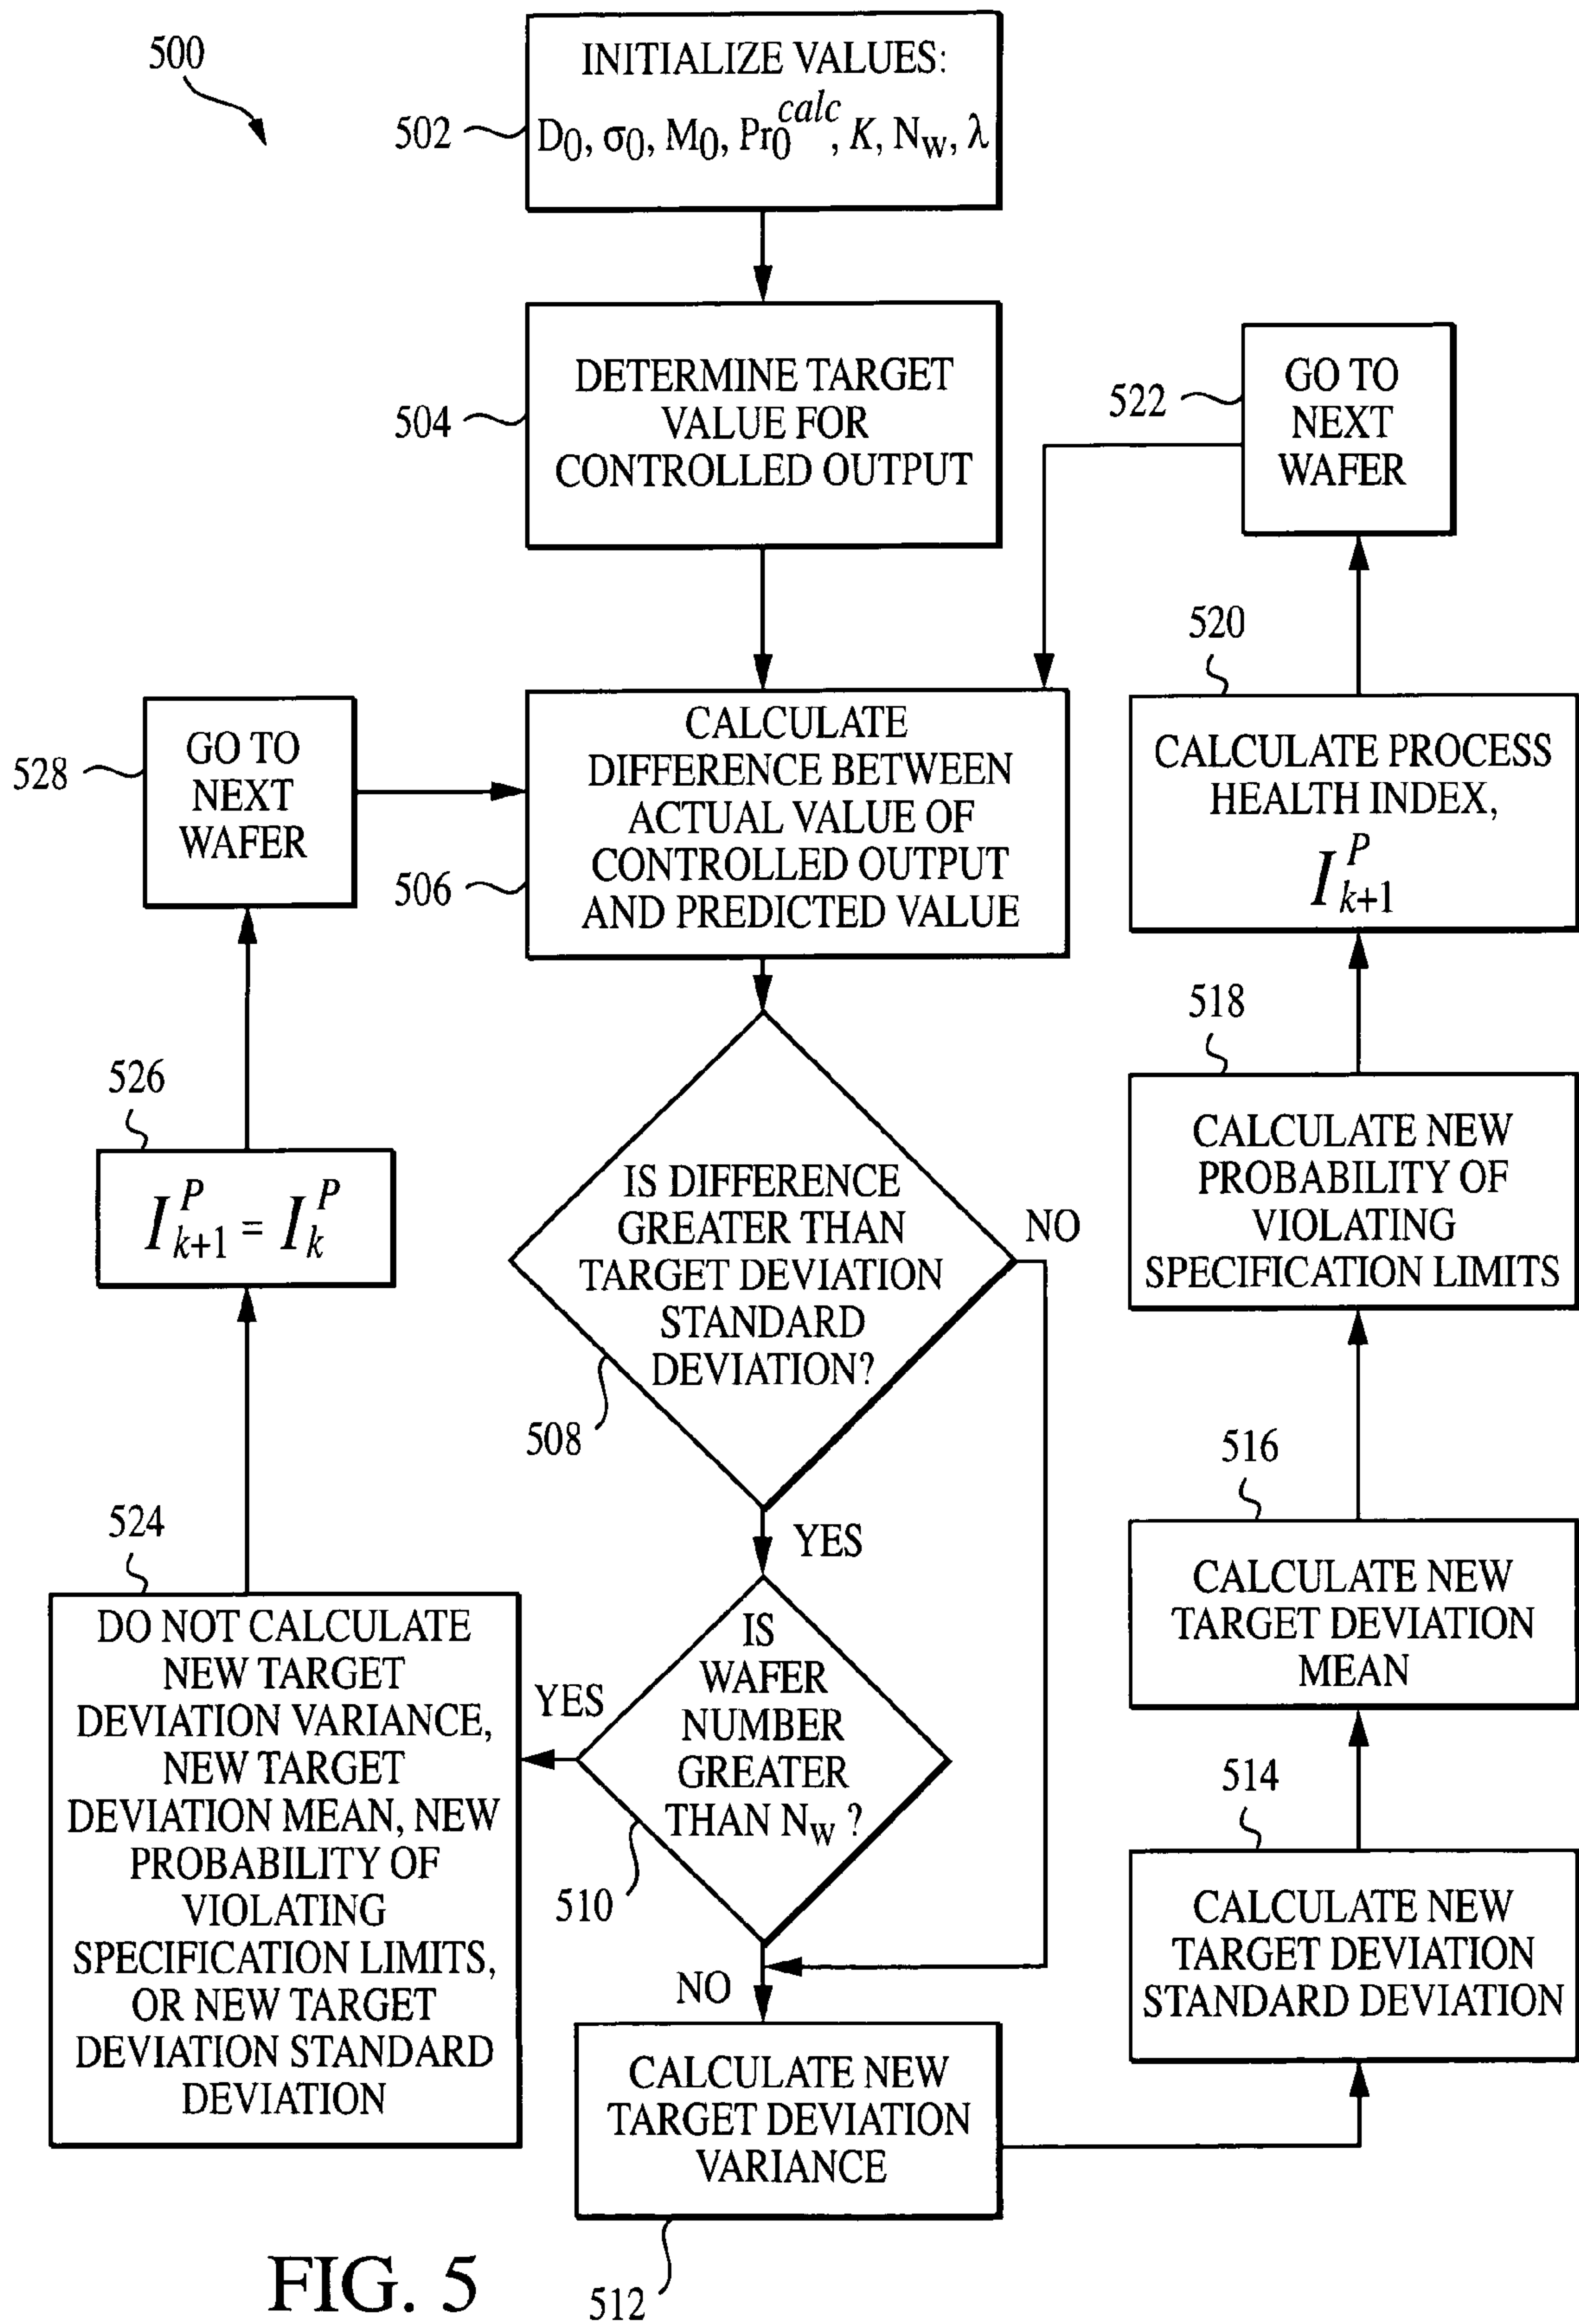 500
502
INITIALIZE VALUES:
D0, σ0, M0, Pr0^calc, K, Nw, λ
504
DETERMINE TARGET
VALUE FOR
CONTROLLED OUTPUT
522
GO TO
NEXT
WAFER
528
GO TO
NEXT
WAFER
506
CALCULATE
DIFFERENCE BETWEEN
ACTUAL VALUE OF
CONTROLLED OUTPUT
AND PREDICTED VALUE
520
CALCULATE PROCESS
HEALTH INDEX,
I^P_k+1
518
CALCULATE NEW
PROBABILITY OF
VIOLATING
SPECIFICATION LIMITS
526
I^P_k+1 = I^P_k
IS DIFFERENCE
GREATER THAN
TARGET DEVIATION
STANDARD
DEVIATION?
NO
508
YES
516
CALCULATE NEW
TARGET DEVIATION
MEAN
524
DO NOT CALCULATE
NEW TARGET
DEVIATION VARIANCE,
NEW TARGET
DEVIATION MEAN, NEW
PROBABILITY OF
VIOLATING
SPECIFICATION LIMITS,
OR NEW TARGET
DEVIATION STANDARD
DEVIATION
YES
IS
WAFER
NUMBER
GREATER
THAN Nw ?
510
NO
514
CALCULATE NEW
TARGET DEVIATION
STANDARD DEVIATION
CALCULATE NEW
TARGET DEVIATION
VARIANCE
512
FIG. 5